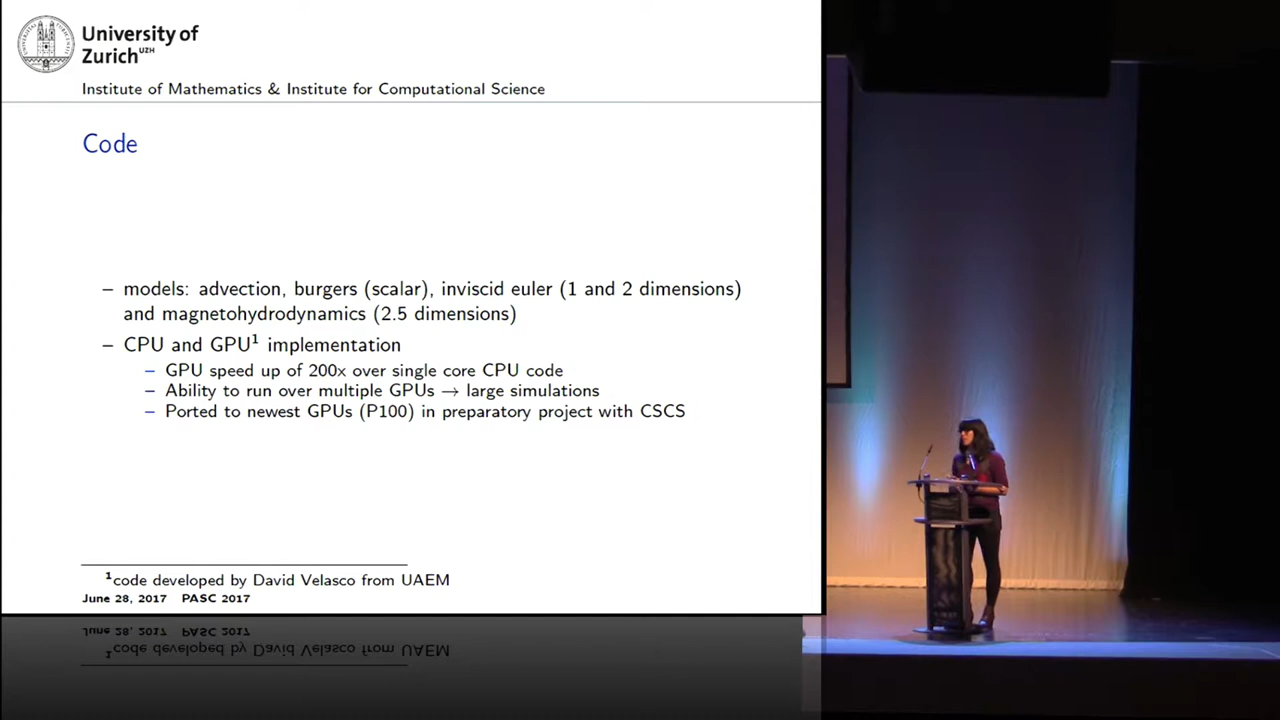 University of
Zurich UZH
Institute of Mathematics & Institute for Computational Science
Code
– models: advection, burgers (scalar), inviscid euler (1 and 2 dimensions)
and magnetohydrodynamics (2.5 dimensions)
– CPU and GPU¹ implementation
– GPU speed up of 200x over single core CPU code
– Ability to run over multiple GPUs → large simulations
– Ported to newest GPUs (P100) in preparatory project with CSCS
¹code developed by David Velasco from UAEM
June 28, 2017 PASC 2017